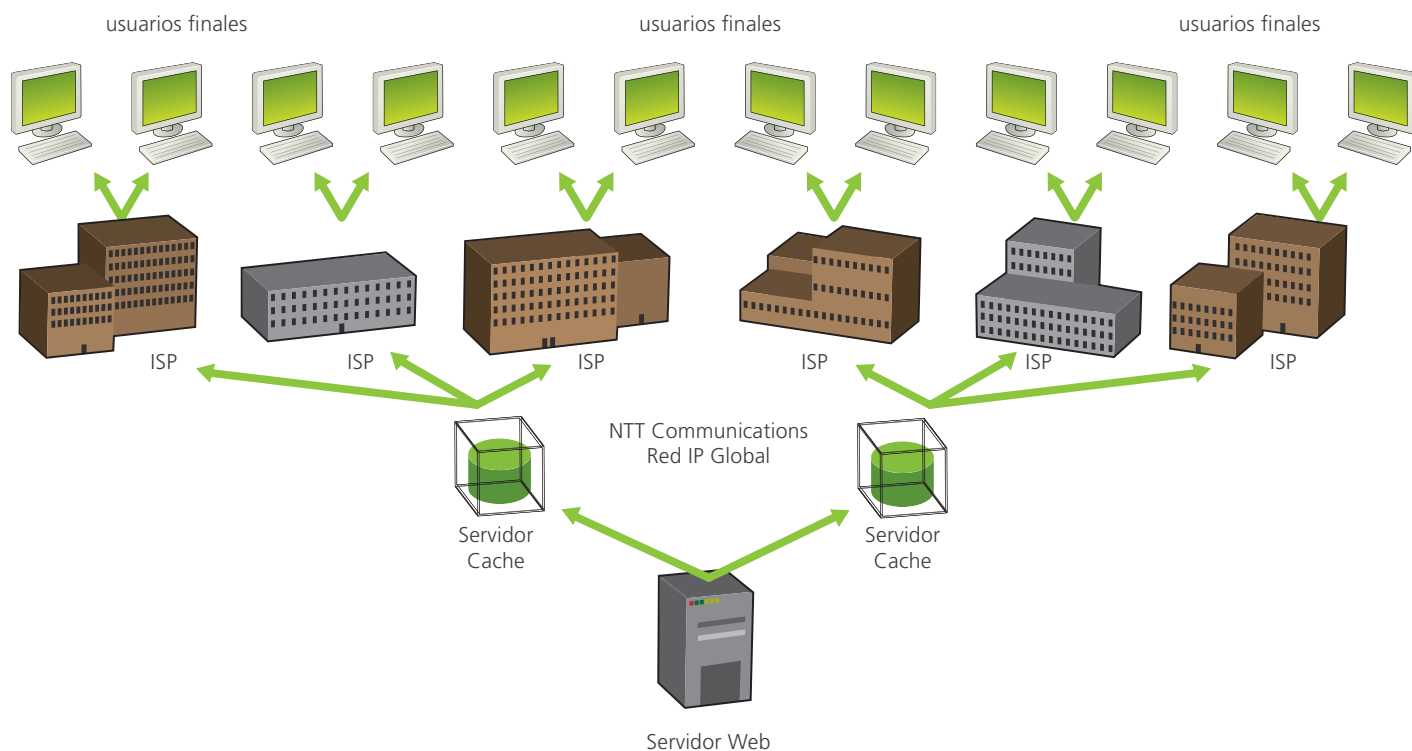 usuarios finales
usuarios finales
usuarios finales
ISP
ISP
ISP
ISP
ISP
ISP
NTT Communications
Red IP Global
Servidor
Cache
Servidor
Cache
Servidor Web